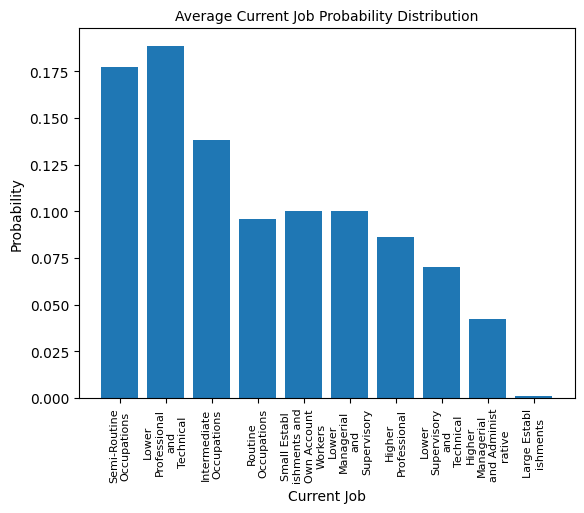 Average Current Job Probability Distribution
Probability
0.175
0.150
0.125
0.100
0.075
0.050
0.025
0.000
Semi-Routine
Occupations
Lower
Professional
and
Technical
Intermediate
Occupations
Routine
Occupations
Small Establ
ishments and
Own Account
Workers
Lower
Managerial
and
Supervisory
Higher
Professional
Lower
Supervisory
and
Technical
Higher
Managerial
and Administ
rative
Large Establ
ishments
Current Job